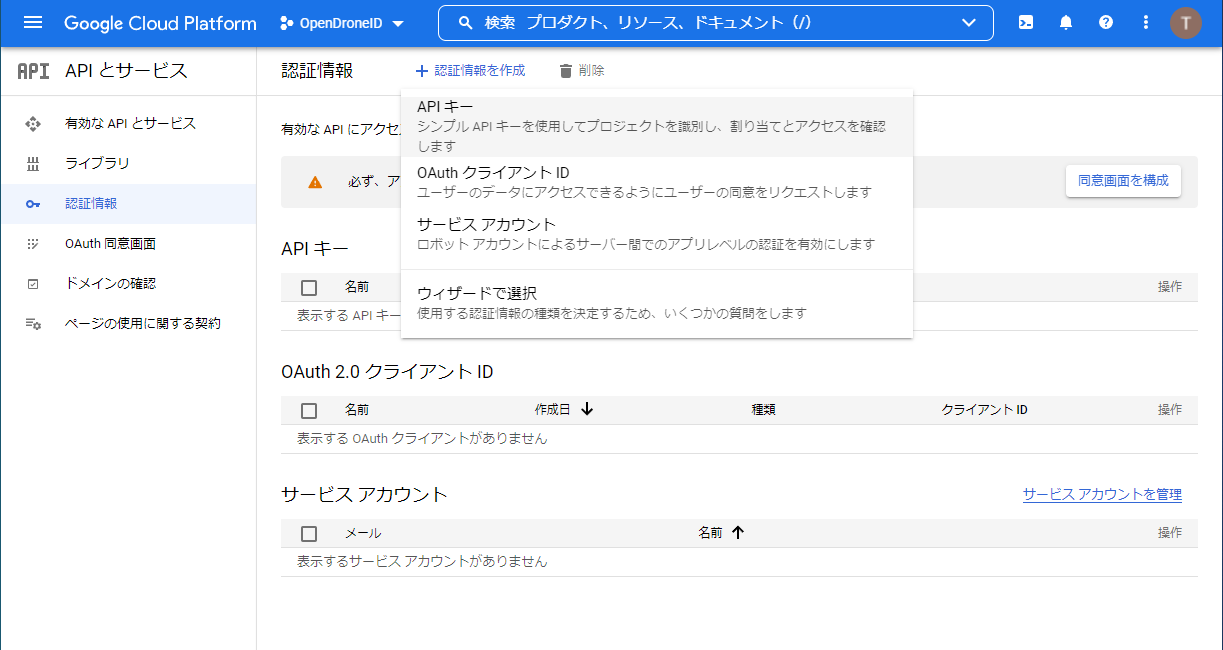 Google Cloud Platform
OpenDroneID
検索 プロダクト、リソース、ドキュメント (/)
T
API API とサービス
認証情報
認証情報を作成
削除
有効な API とサービス
ライブラリ
認証情報
OAuth 同意画面
ドメインの確認
ページの使用に関する契約
有効な API にアクセ
必ず、ア
同意画面を構成
API キー
シンプル API キーを使用してプロジェクトを識別し、割り当てとアクセスを確認
します
OAuth クライアント ID
ユーザーのデータにアクセスできるようにユーザーの同意をリクエストします
サービス アカウント
ロボット アカウントによるサーバー間でのアプリレベルの認証を有効にします
ウィザードで選択
使用する認証情報の種類を決定するため、いくつかの質問をします
API キー
名前 操作
表示する API キー
OAuth 2.0 クライアント ID
名前 作成日 種類 クライアント ID 操作
表示する OAuth クライアントがありません
サービス アカウント
サービス アカウントを管理
メール 名前 操作
表示するサービス アカウントがありません